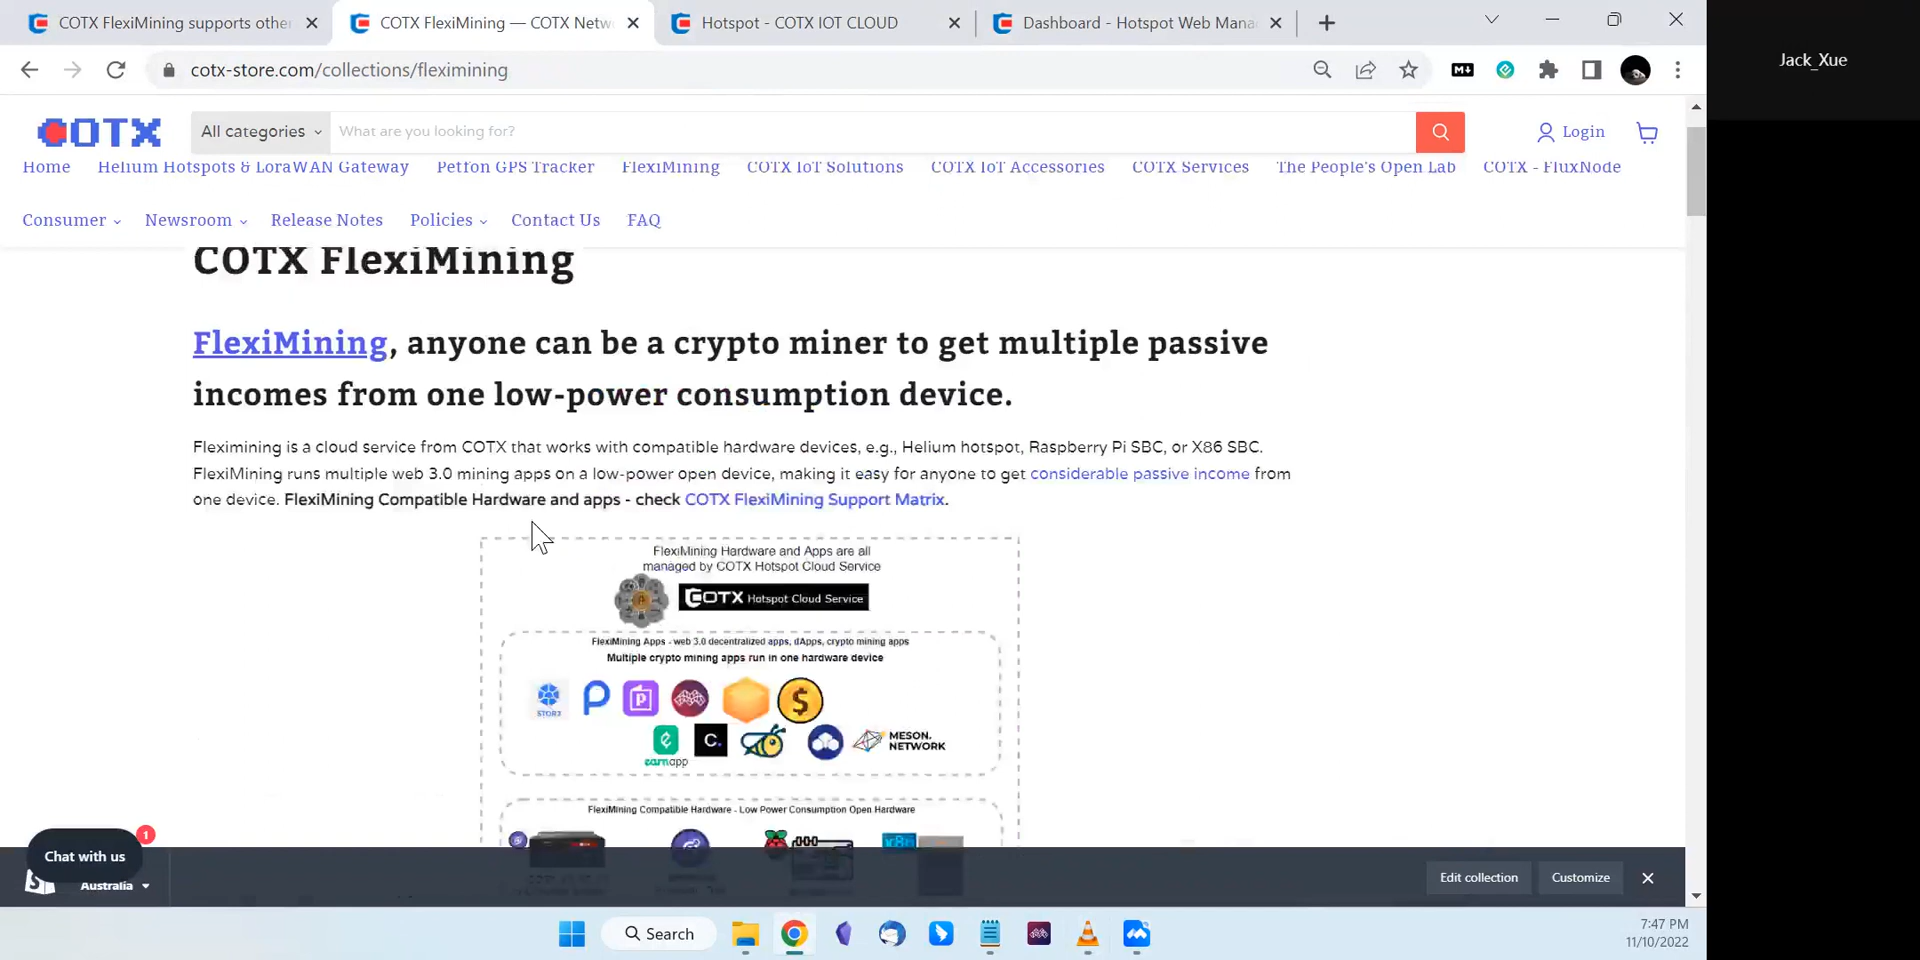 COTX FlexiMining supports othe
COTX FlexiMining — COTX Netw
Hotspot - COTX IOT CLOUD
Dashboard - Hotspot Web Mana
cotx-store.com/collections/fleximining
Jack_Xue
COTX
All categories
What are you looking for?
Login
Home
Helium Hotspots & LoraWAN Gateway
Petfon GPS Tracker
FlexiMining
COTX IoT Solutions
COTX IoT Accessories
COTX Services
The People's Open Lab
COTX - FluxNode
Consumer
Newsroom
Release Notes
Policies
Contact Us
FAQ
COTX FlexiMining
FlexiMining, anyone can be a crypto miner to get multiple passive
incomes from one low-power consumption device.
Fleximining is a cloud service from COTX that works with compatible hardware devices, e.g., Helium hotspot, Raspberry Pi SBC, or X86 SBC.
FlexiMining runs multiple web 3.0 mining apps on a low-power open device, making it easy for anyone to get considerable passive income from
one device. FlexiMining Compatible Hardware and apps - check COTX FlexiMining Support Matrix.
FlexiMining Hardware and Apps are all
managed by COTX Hotspot Cloud Service
COTX Hotspot Cloud Service
FlexiMining Apps - web 3.0 decentralized apps, dApps, crypto mining apps
Multiple crypto mining apps run in one hardware device
STORJ
C.
earnapp
MESON.
NETWORK
FlexiMining Compatible Hardware - Low Power Consumption Open Hardware
Chat with us
1
Australia
Edit collection
Customize
Search
7:47 PM
11/10/2022